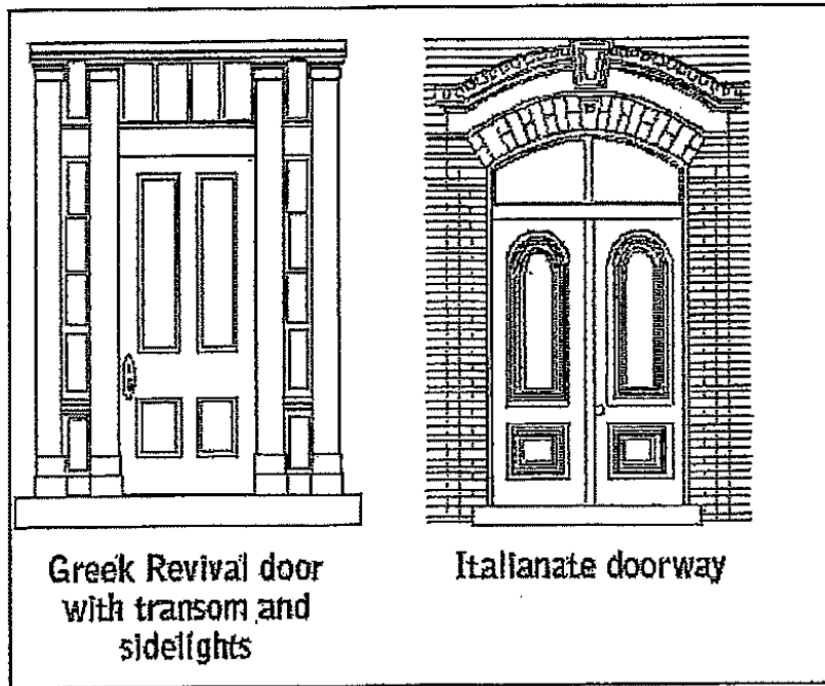 Greek Revival door
with transom and
sidelights
Italianate doorway